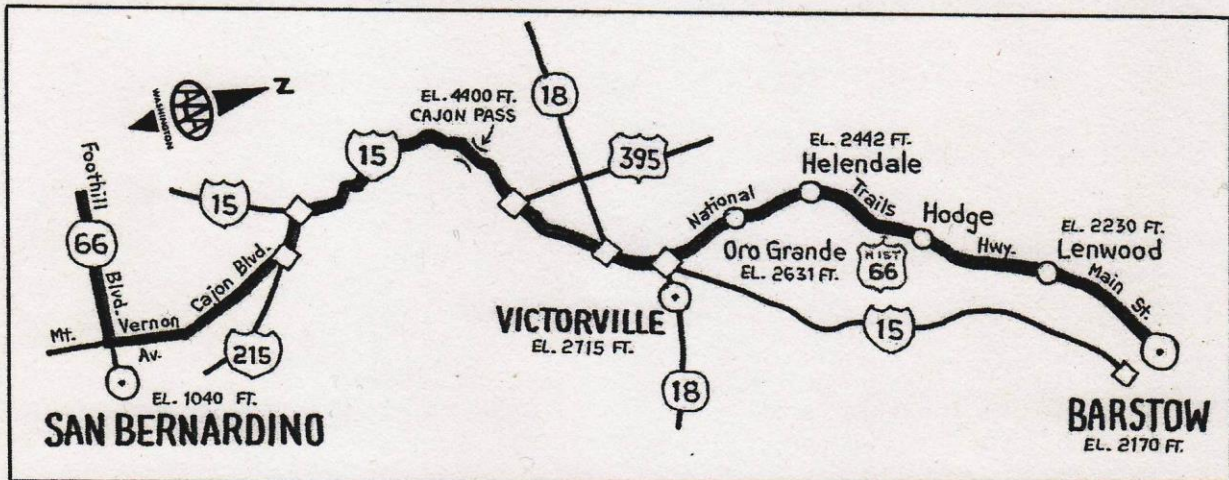 WASHINGTON
AAA
Z
Foothill
Blvd.
66
Mt.
Vernon
Av.
Cajon Blvd.
15
215
EL. 1040 FT.
SAN BERNARDINO
15
EL. 4400 FT.
CAJON PASS
18
395
VICTORVILLE
EL. 2715 FT.
18
National
Trails
Hwy.
Oro Grande
EL. 2631 FT.
EL. 2442 FT.
Helendale
HIST
66
Hodge
15
EL. 2230 FT.
Lenwood
Main St.
BARSTOW
EL. 2170 FT.